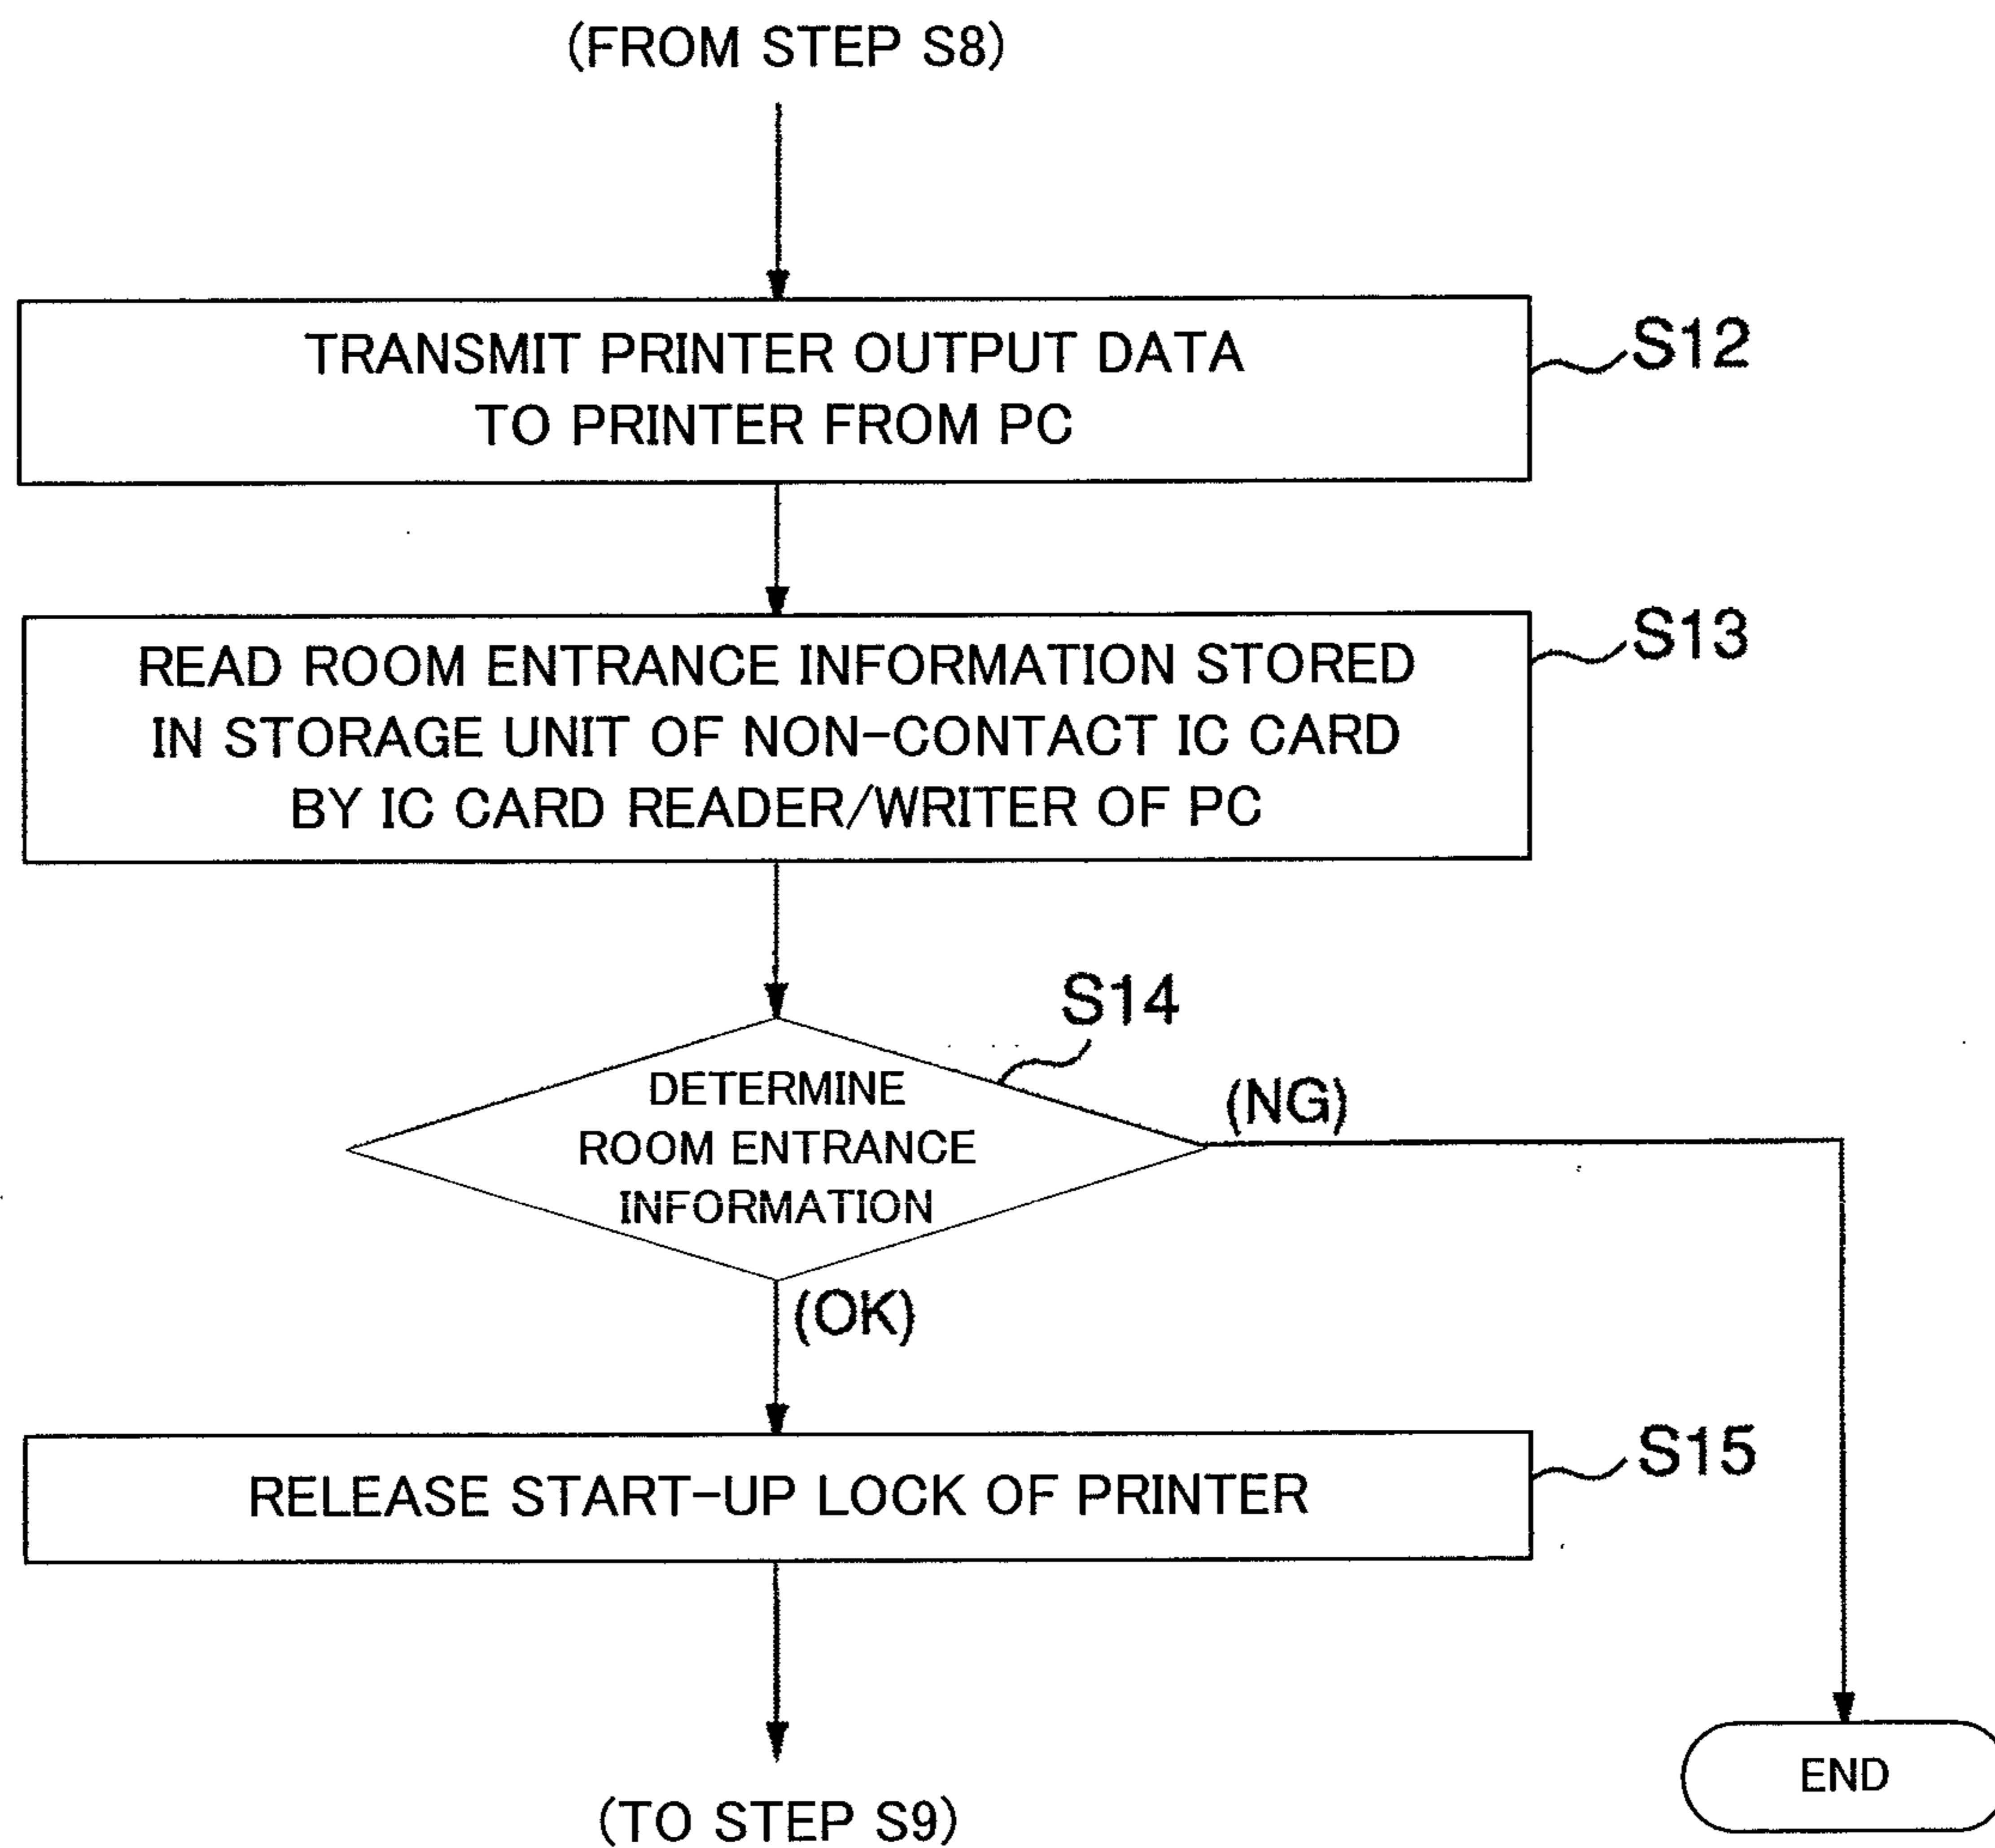 (FROM STEP S8)
TRANSMIT PRINTER OUTPUT DATA
TO PRINTER FROM PC
S12
READ ROOM ENTRANCE INFORMATION STORED
IN STORAGE UNIT OF NON-CONTACT IC CARD
BY IC CARD READER/WRITER OF PC
S13
S14
DETERMINE
ROOM ENTRANCE
INFORMATION
(NG)
(OK)
RELEASE START-UP LOCK OF PRINTER
S15
END
(TO STEP S9)